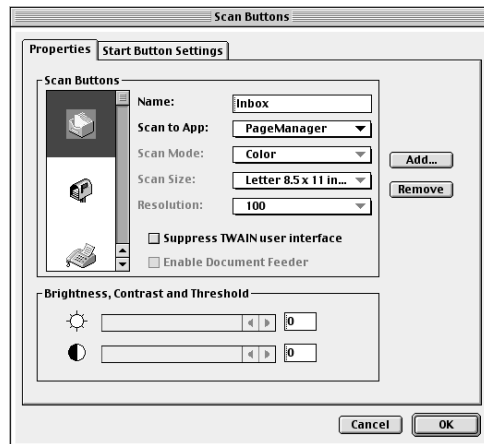 Scan Buttons
Properties
Start Button Settings
Scan Buttons
Name:
Inbox
Scan to App:
PageManager
Scan Mode:
Color
Scan Size:
Letter 8.5 x 11 in...
Resolution:
100
Suppress TWAIN user interface
Enable Document Feeder
Add...
Remove
Brightness, Contrast and Threshold
0
0
Cancel
OK